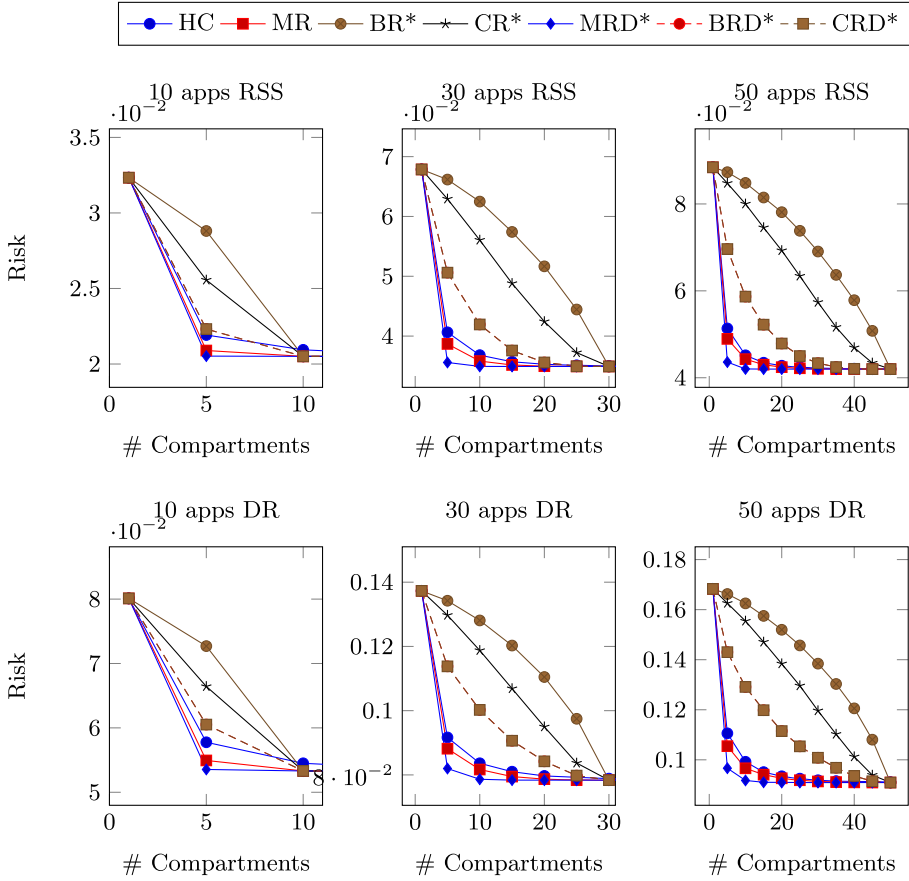 HC MR BR* CR* MRD* BRD* CRD*
10 apps RSS 30 apps RSS 50 apps RSS
·10−2 ·10−2 ·10−2
3.5
3
2.5
2
Risk
0 5 10
# Compartments
7
6
5
4
0 10 20 30
# Compartments
8
6
4
0 20 40
# Compartments
10 apps DR 30 apps DR 50 apps DR
·10−2
8
7
6
5
Risk
0 5 10
# Compartments
0.14
0.12
0.1
8 · 10−2
0 10 20 30
# Compartments
0.18
0.16
0.14
0.12
0.1
0 20 40
# Compartments